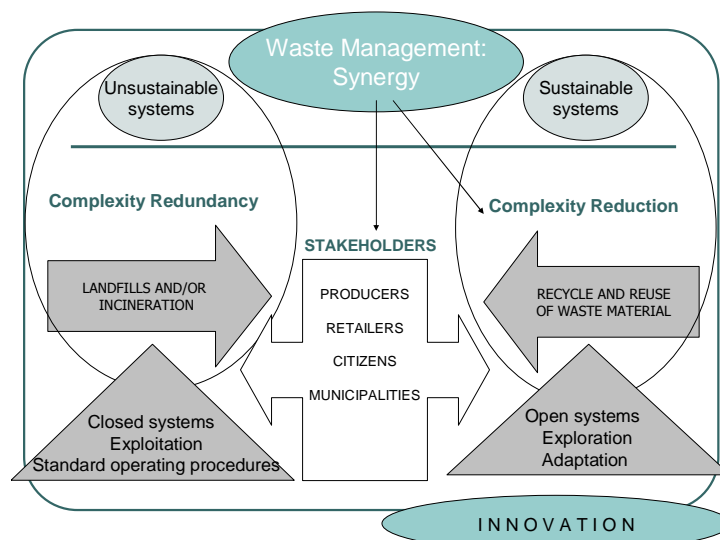 Waste Management:
Synergy
Unsustainable
systems
Sustainable
systems
Complexity Redundancy
Complexity Reduction
STAKEHOLDERS
LANDFILLS AND/OR
INCINERATION
PRODUCERS
RETAILERS
CITIZENS
MUNICIPALITIES
RECYCLE AND REUSE
OF WASTE MATERIAL
Closed systems
Exploitation
Standard operating procedures
Open systems
Exploration
Adaptation
INNOVATION